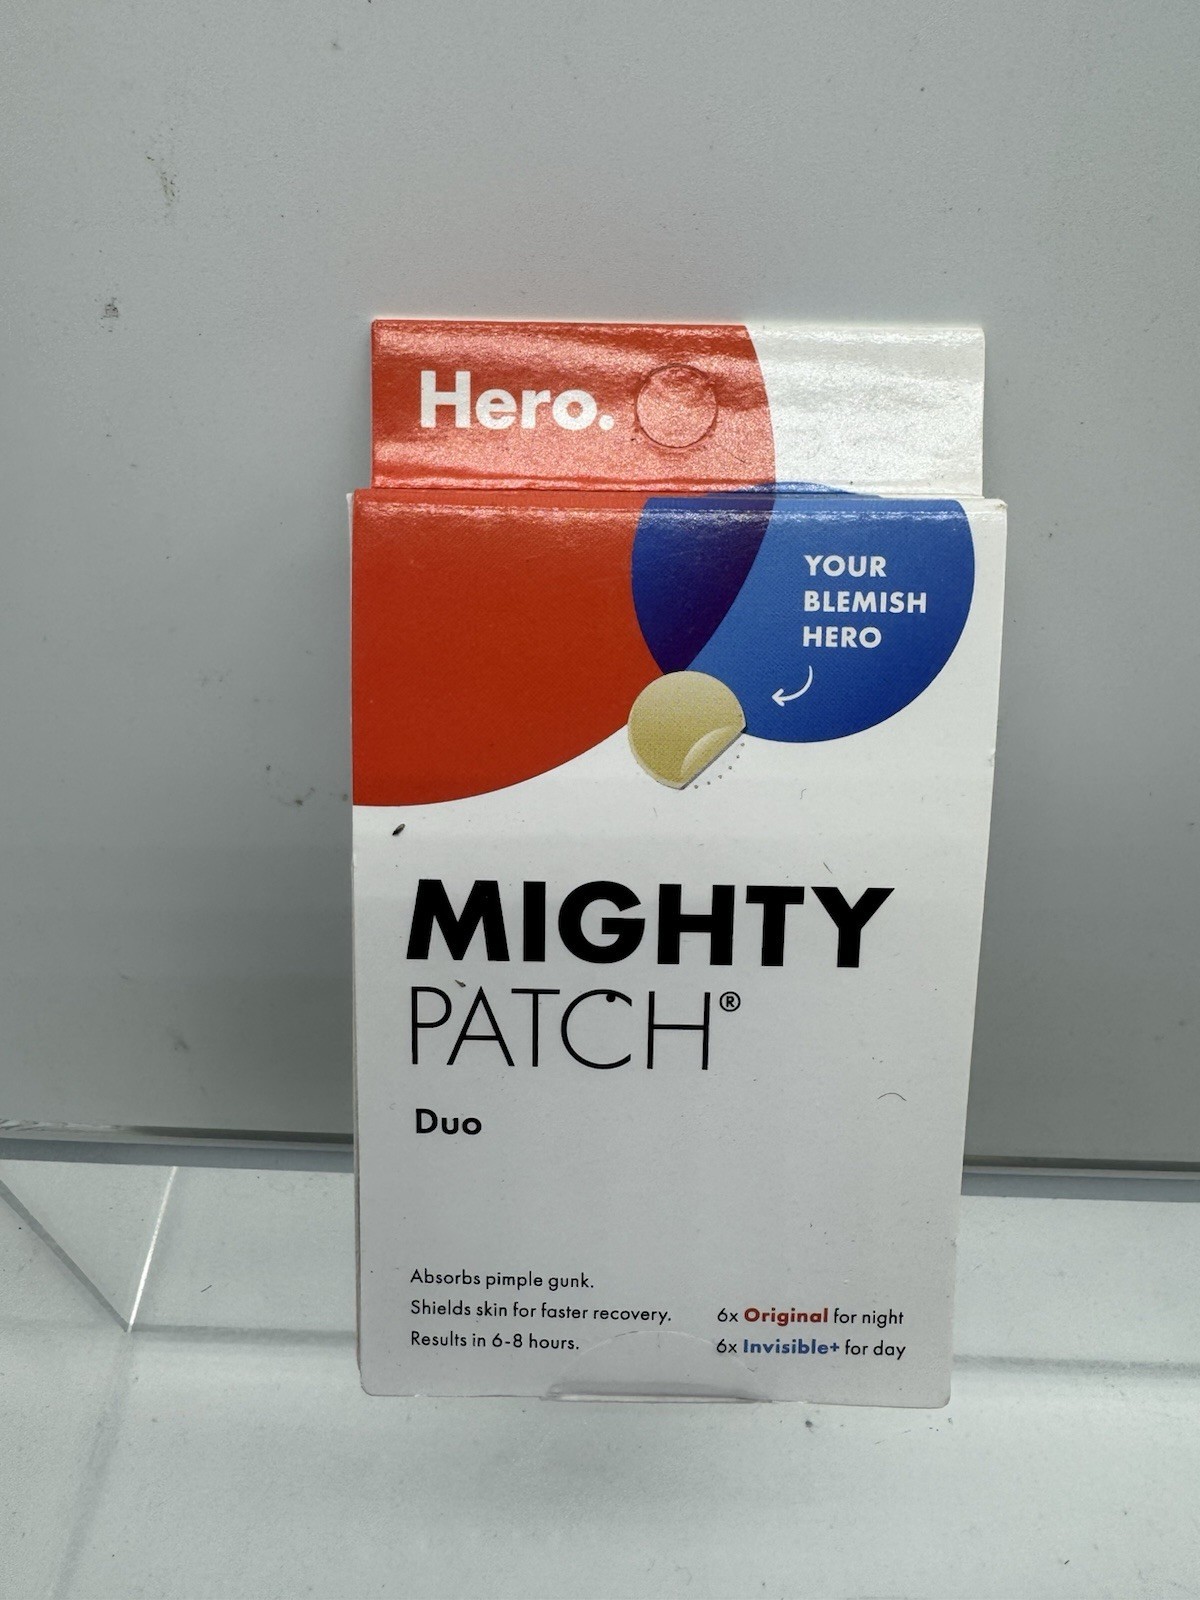 Hero.
YOUR
BLEMISH
HERO
MIGHTY
PATCH®
Duo
Absorbs pimple gunk.
Shields skin for faster recovery.
Results in 6-8 hours.
6x Original for night
6x Invisible+ for day